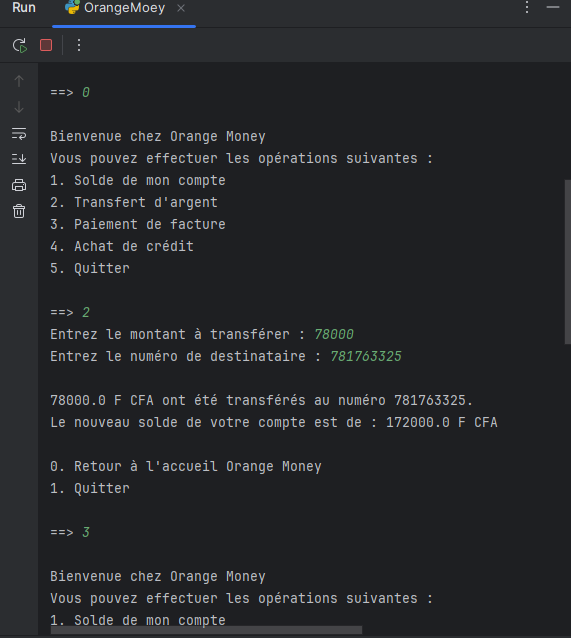 Run
OrangeMoey
==> 0
Bienvenue chez Orange Money
Vous pouvez effectuer les opérations suivantes :
1. Solde de mon compte
2. Transfert d'argent
3. Paiement de facture
4. Achat de crédit
5. Quitter
==> 2
Entrez le montant à transférer : 78000
Entrez le numéro de destinataire : 781763325
78000.0 F CFA ont été transférés au numéro 781763325.
Le nouveau solde de votre compte est de : 172000.0 F CFA
0. Retour à l'accueil Orange Money
1. Quitter
==> 3
Bienvenue chez Orange Money
Vous pouvez effectuer les opérations suivantes :
1. Solde de mon compte